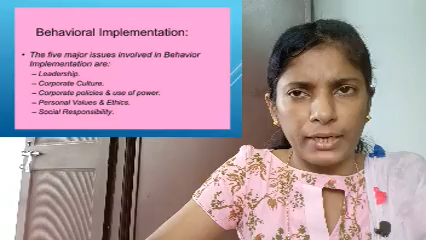 Behavioral Implementation:
• The five major issues involved in Behavior
Implementation are:
– Leadership.
– Corporate Culture.
– Corporate policies & use of power.
– Personal Values & Ethics.
– Social Responsibility.